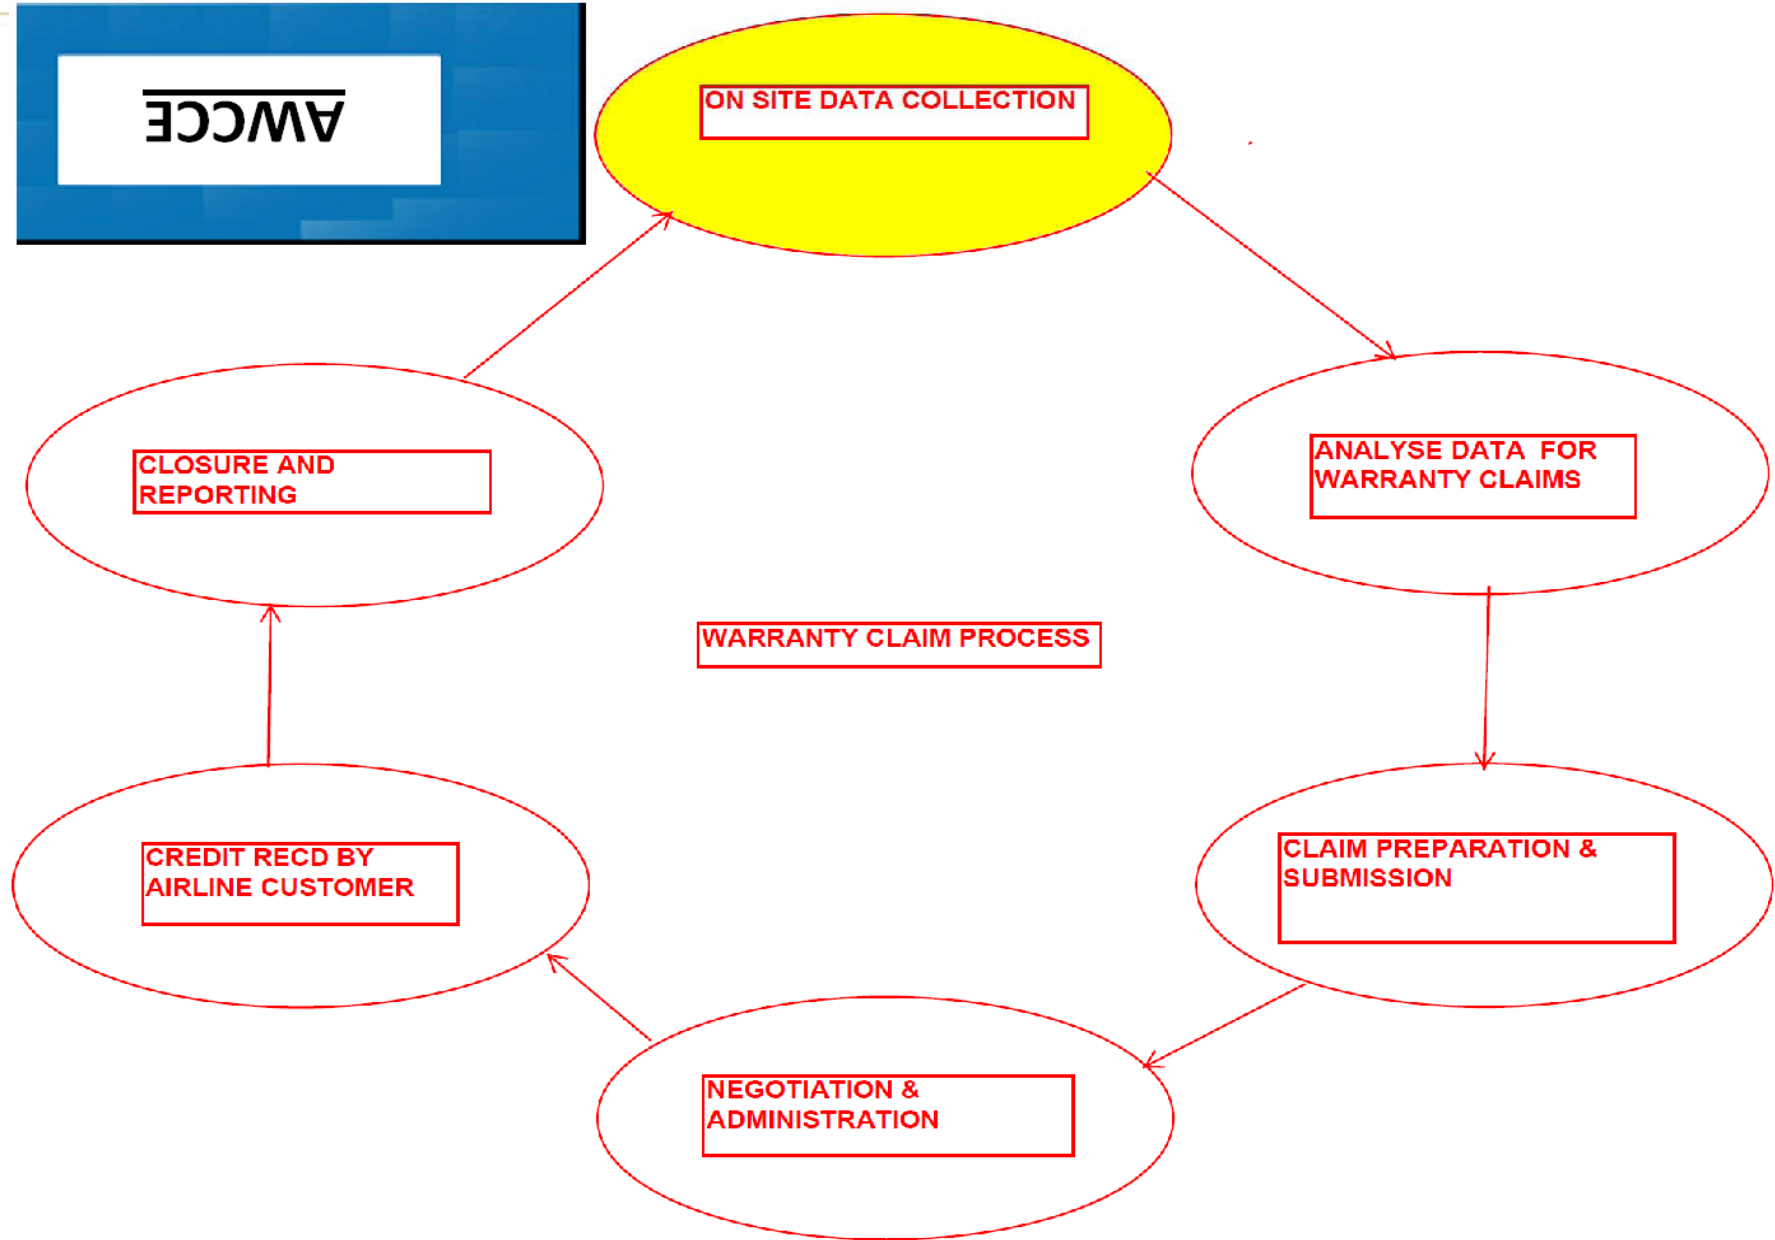 AWCCE
ON SITE DATA COLLECTION
ANALYSE DATA FOR
WARRANTY CLAIMS
CLOSURE AND
REPORTING
WARRANTY CLAIM PROCESS
CLAIM PREPARATION &
SUBMISSION
CREDIT RECD BY
AIRLINE CUSTOMER
NEGOTIATION &
ADMINISTRATION